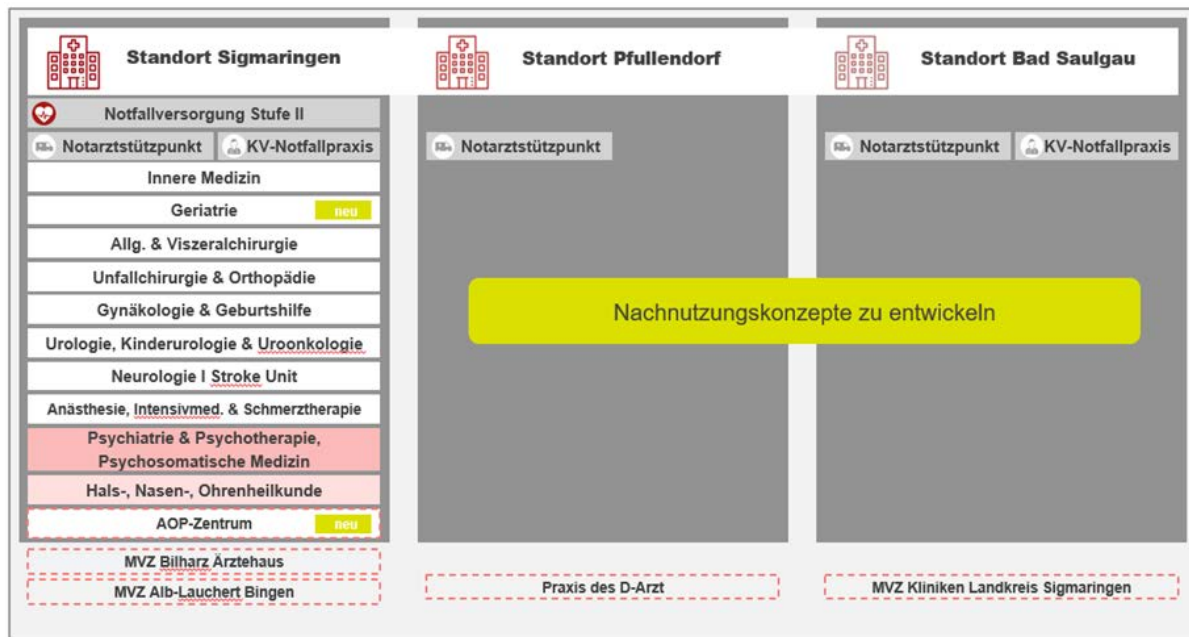 Standort Sigmaringen
Notfallversorgung Stufe II
Notarztstützpunkt
KV-Notfallpraxis
Innere Medizin
Geriatrie
neu
Allg. & Viszeralchirurgie
Unfallchirurgie & Orthopädie
Gynäkologie & Geburtshilfe
Urologie, Kinderurologie & Uroonkologie
Neurologie I Stroke Unit
Anästhesie, Intensivmed. & Schmerztherapie
Psychiatrie & Psychotherapie,
Psychosomatische Medizin
Hals-, Nasen-, Ohrenheilkunde
AOP-Zentrum
neu
MVZ Bilharz Ärztehaus
MVZ Alb-Lauchert Bingen
Standort Pfullendorf
Notarztstützpunkt
Standort Bad Saulgau
Notarztstützpunkt
KV-Notfallpraxis
Nachnutzungskonzepte zu entwickeln
Praxis des D-Arzt
MVZ Kliniken Landkreis Sigmaringen